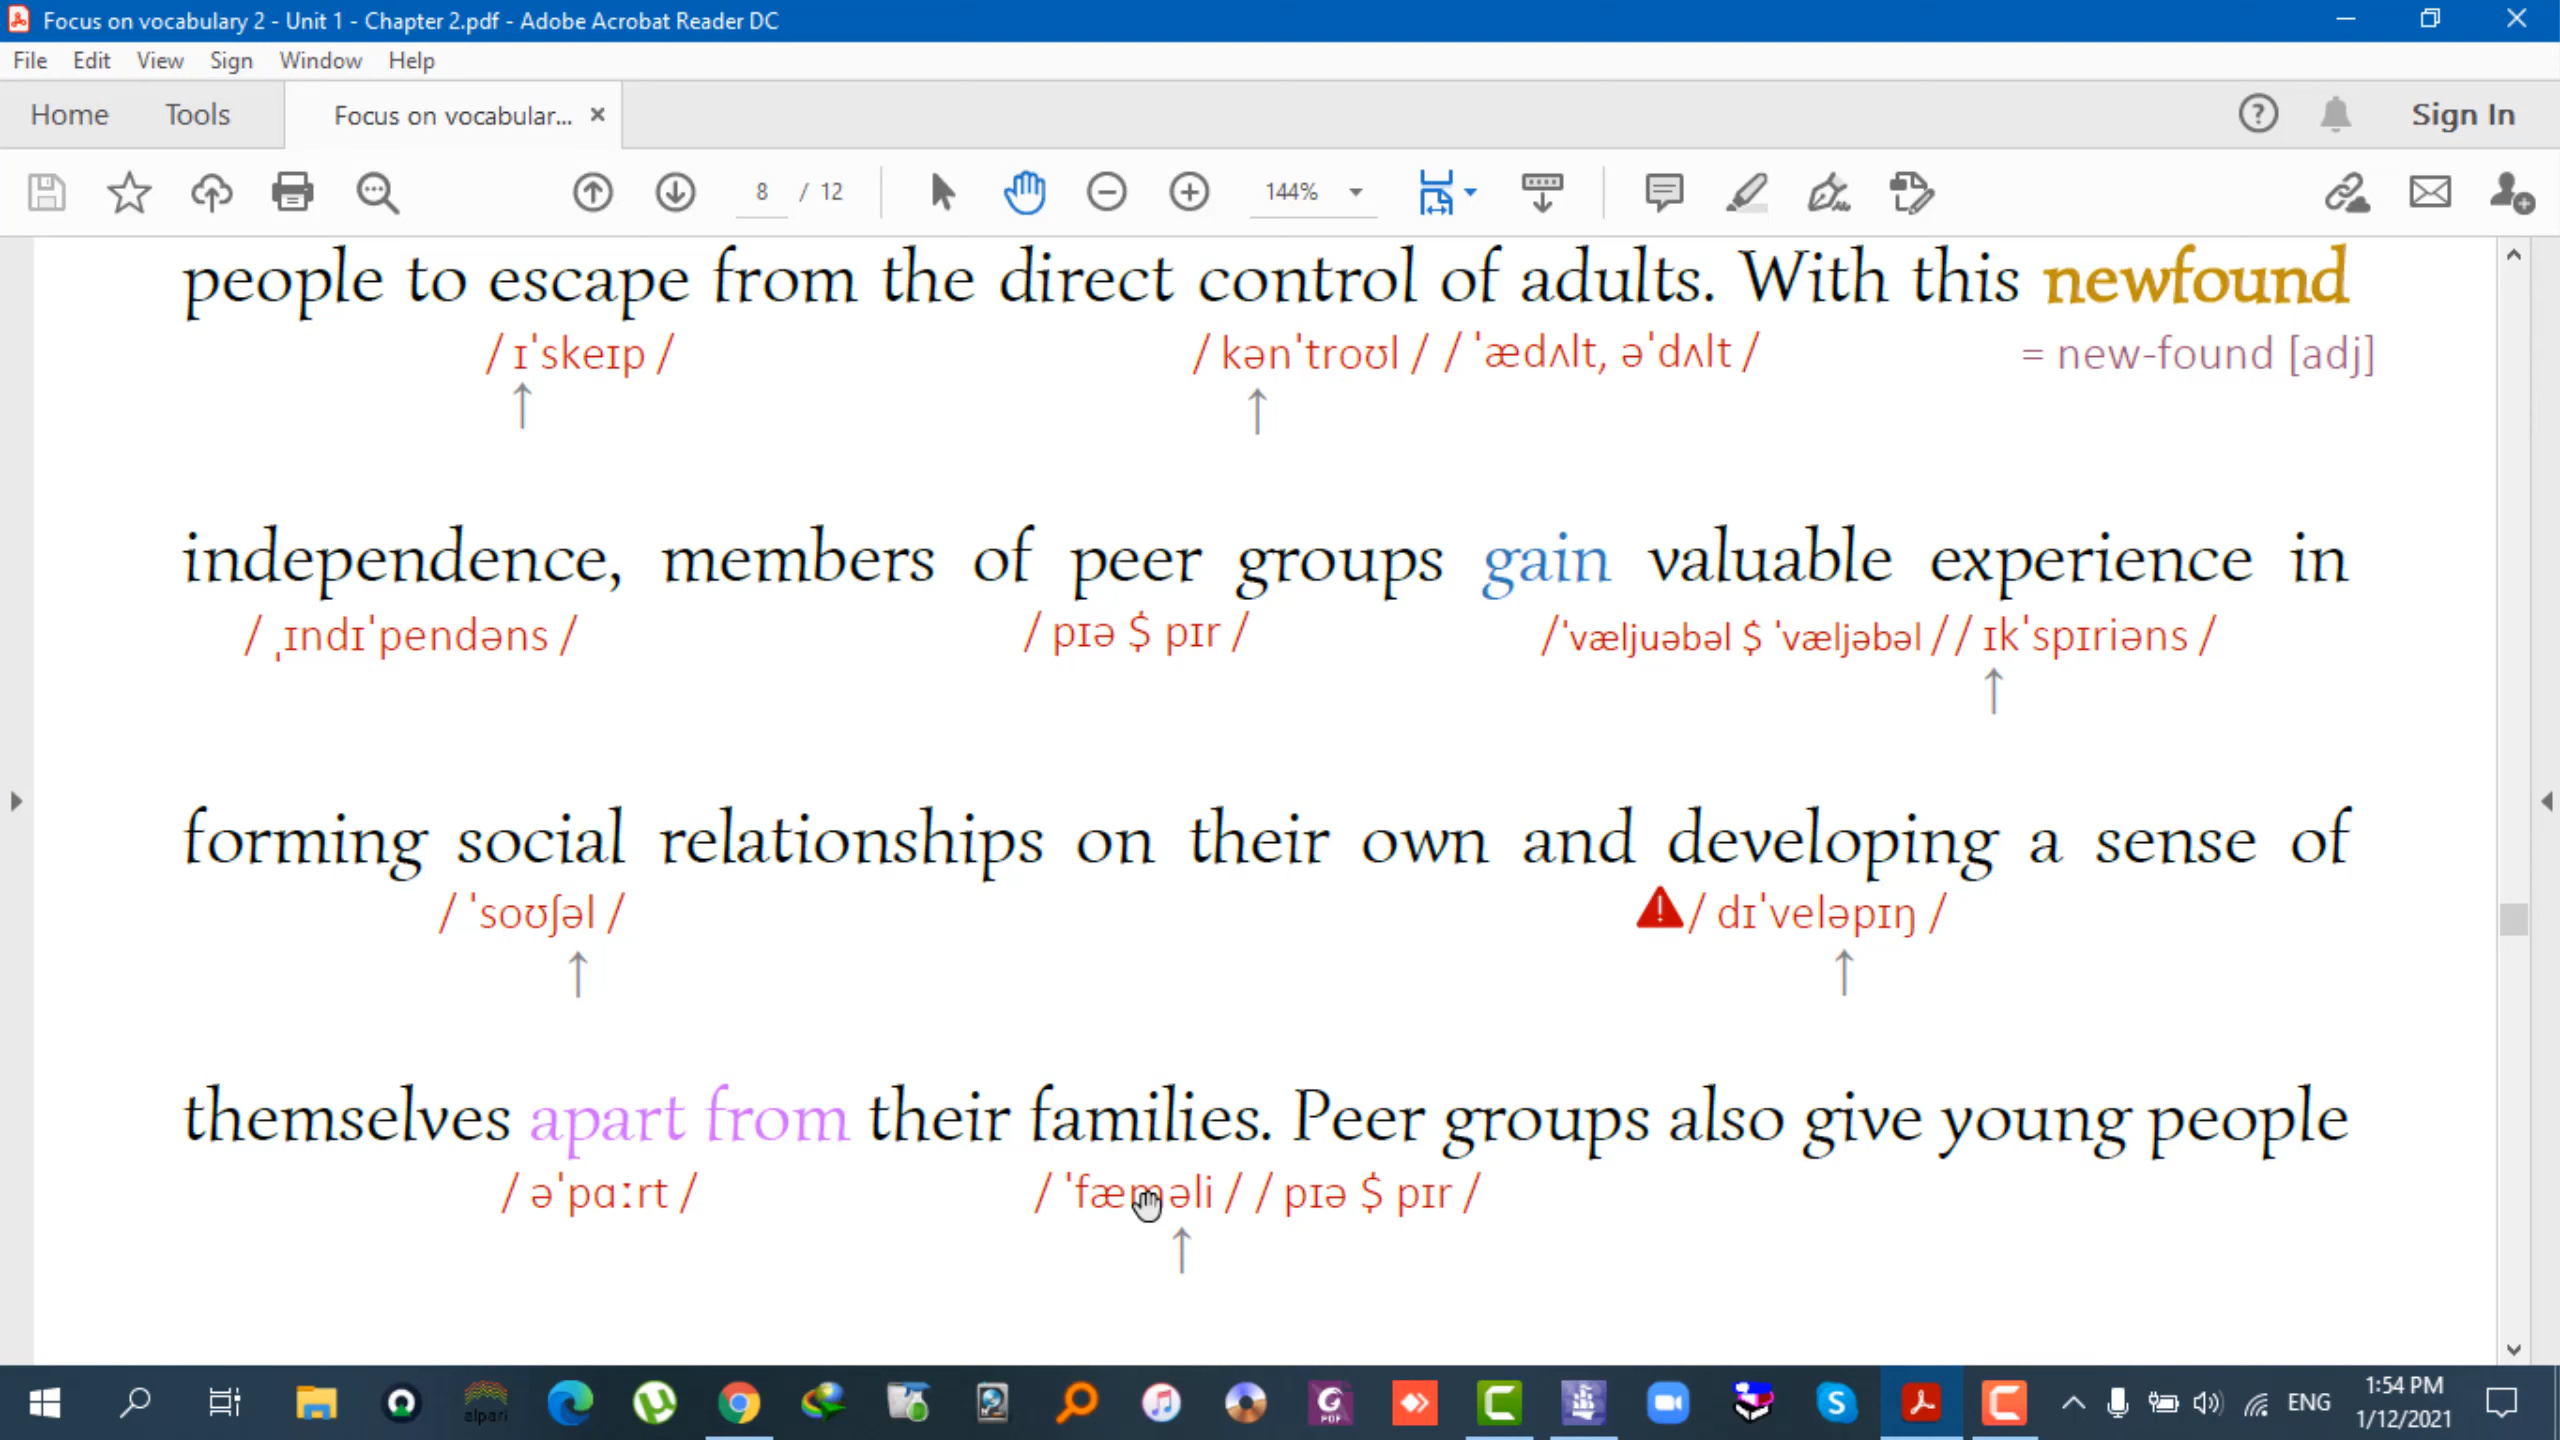 Focus on vocabulary 2 - Unit 1 - Chapter 2.pdf - Adobe Acrobat Reader DC
File Edit View Sign Window Help
Home Tools Focus on vocabular... × Sign In
8 / 12 144%
people to escape from the direct control of adults. With this newfound
/ ɪˈskeɪp / / kənˈtroʊl / / ˈædʌlt, əˈdʌlt / = new-found [adj]
↑ ↑
independence, members of peer groups gain valuable experience in
/ ˌɪndɪˈpendəns / / pɪə $ pɪr / /ˈvæljuəbəl $ ˈvæljəbəl / / ɪkˈspɪriəns /
↑
forming social relationships on their own and developing a sense of
/ ˈsoʊʃəl / / dɪˈveləpɪŋ /
↑ ↑
themselves apart from their families. Peer groups also give young people
/ əˈpɑːrt / / ˈfæməli / / pɪə $ pɪr /
↑
alpari
G PDF
ENG
1:54 PM
1/12/2021